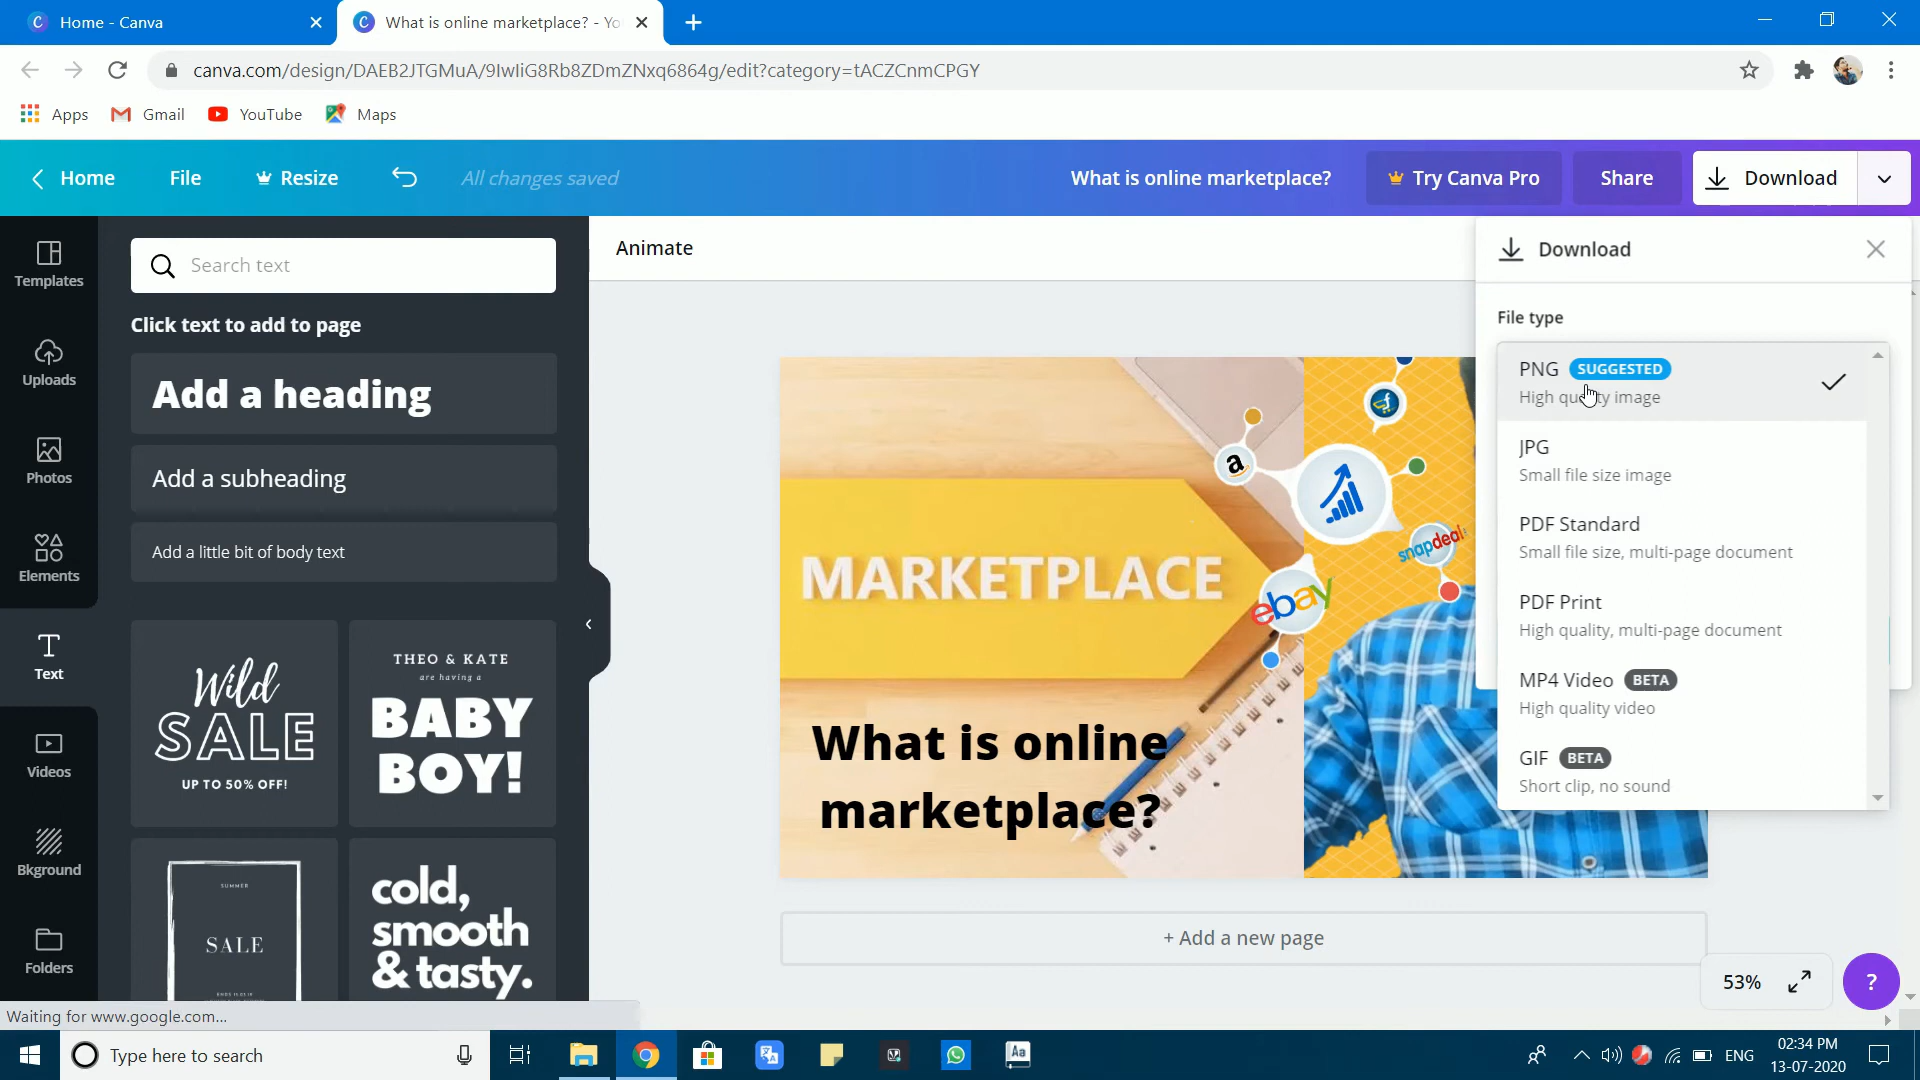 Home - Canva
What is online marketplace? - Yo
canva.com/design/DAEB2JTGMuA/9IwliG8Rb8ZDmZNxq6864g/edit?category=tACZCnmCPGY
Apps
Gmail
YouTube
Maps
Home
File
Resize
All changes saved
What is online marketplace?
Try Canva Pro
Share
Download
Templates
Uploads
Photos
Elements
Text
Videos
Bkground
Folders
Search text
Click text to add to page
Add a heading
Add a subheading
Add a little bit of body text
Wild
SALE
UP TO 50% OFF!
THEO & KATE
are having a
BABY
BOY!
SUMMER
SALE
cold,
smooth
& tasty.
Animate
MARKETPLACE
a
snapdeal
ebay
What is online
marketplace?
+ Add a new page
Download
File type
PNG SUGGESTED
High quality image
JPG
Small file size image
PDF Standard
Small file size, multi-page document
PDF Print
High quality, multi-page document
MP4 Video BETA
High quality video
GIF BETA
Short clip, no sound
53%
?
Waiting for www.google.com...
Type here to search
Aa
ENG
02:34 PM
13-07-2020